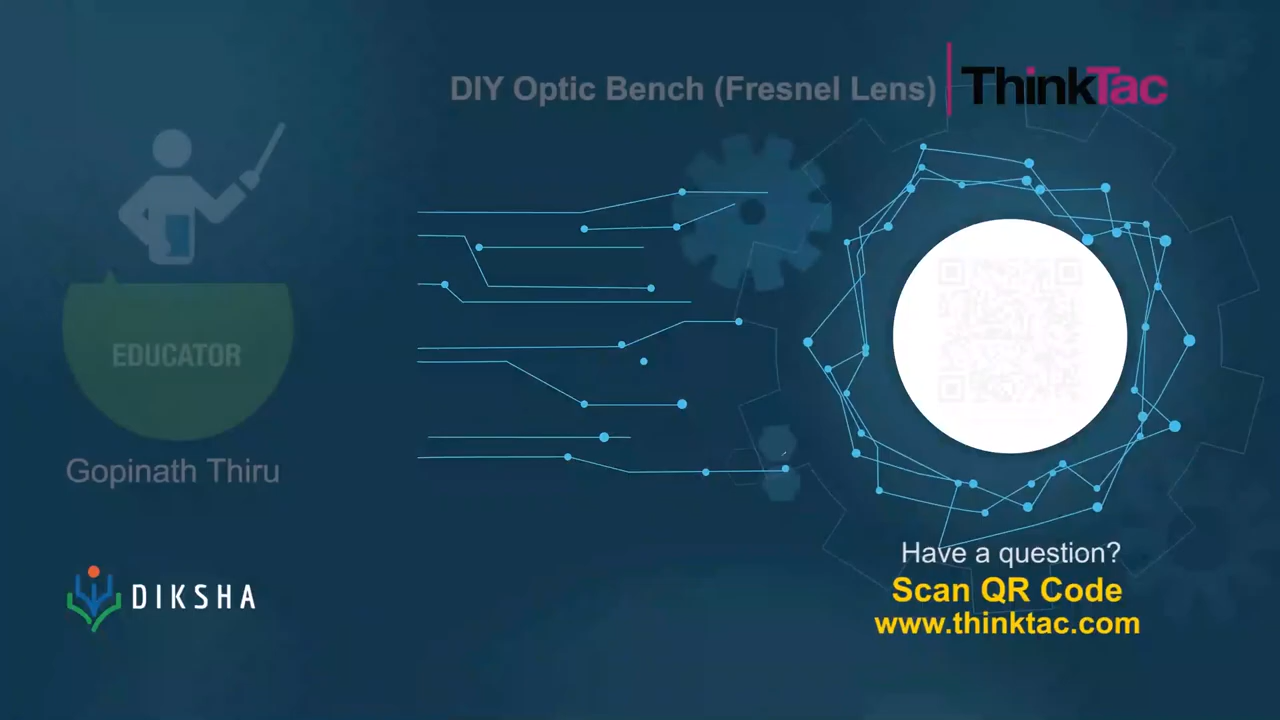 DIY Optic Bench (Fresnel Lens)
ThinkTac
EDUCATOR
Gopinath Thiru
DIKSHA
Have a question?
Scan QR Code
www.thinktac.com